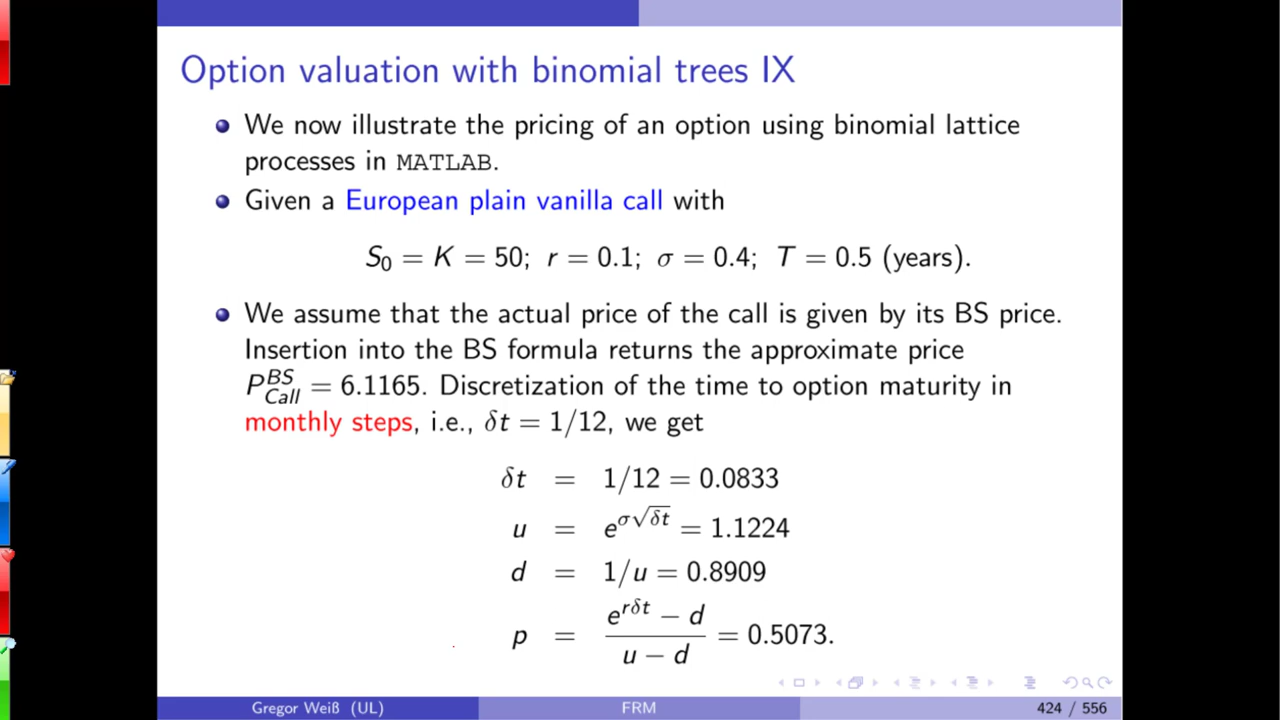 Option valuation with binomial trees IX
We now illustrate the pricing of an option using binomial lattice
processes in MATLAB.
Given a European plain vanilla call with
S₀ = K = 50; r = 0.1; σ = 0.4; T = 0.5 (years).
We assume that the actual price of the call is given by its BS price.
Insertion into the BS formula returns the approximate price
P_{Call}^{BS} = 6.1165. Discretization of the time to option maturity in
monthly steps, i.e., δt = 1/12, we get
δt = 1/12 = 0.0833
u = e^{σ√δt} = 1.1224
d = 1/u = 0.8909
p = (e^{rδt} − d)/(u − d) = 0.5073.
Gregor Weiß (UL) FRM 424 / 556